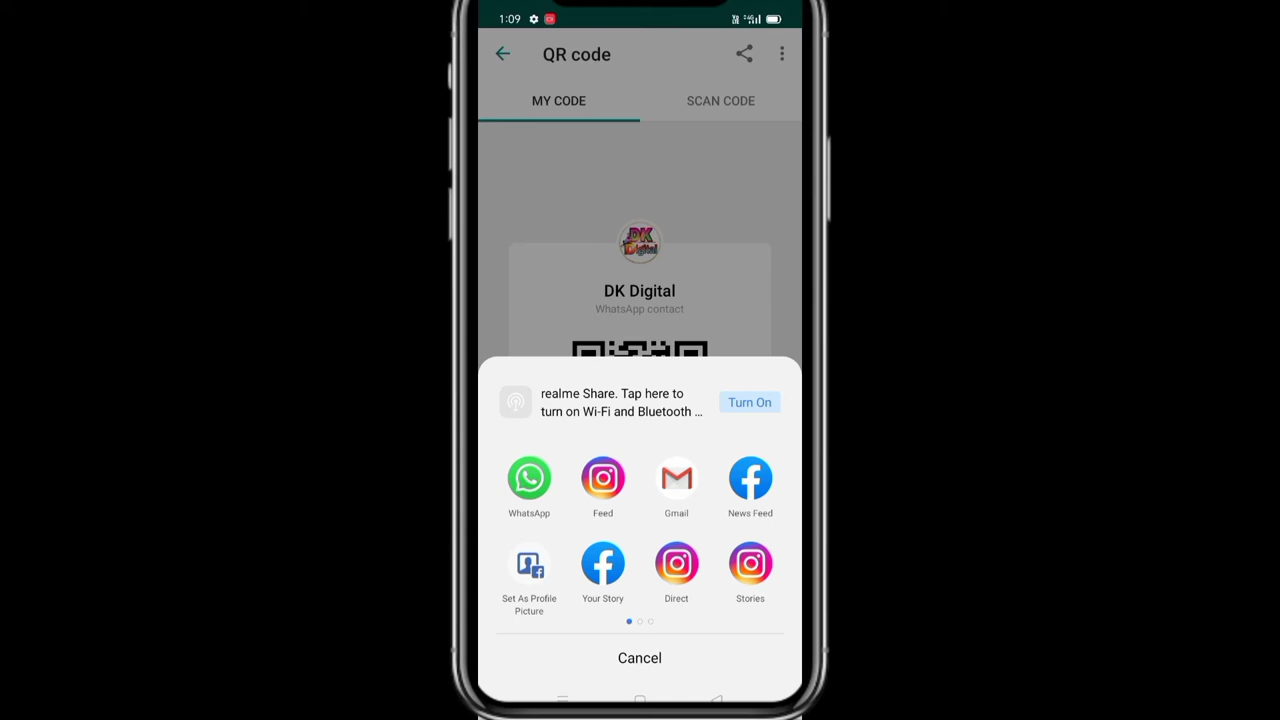 1:09
QR code
MY CODE
SCAN CODE
DK
Digital
DK Digital
WhatsApp contact
realme Share. Tap here to
turn on Wi-Fi and Bluetooth ...
Turn On
WhatsApp
Feed
Gmail
News Feed
Set As Profile
Picture
Your Story
Direct
Stories
Cancel